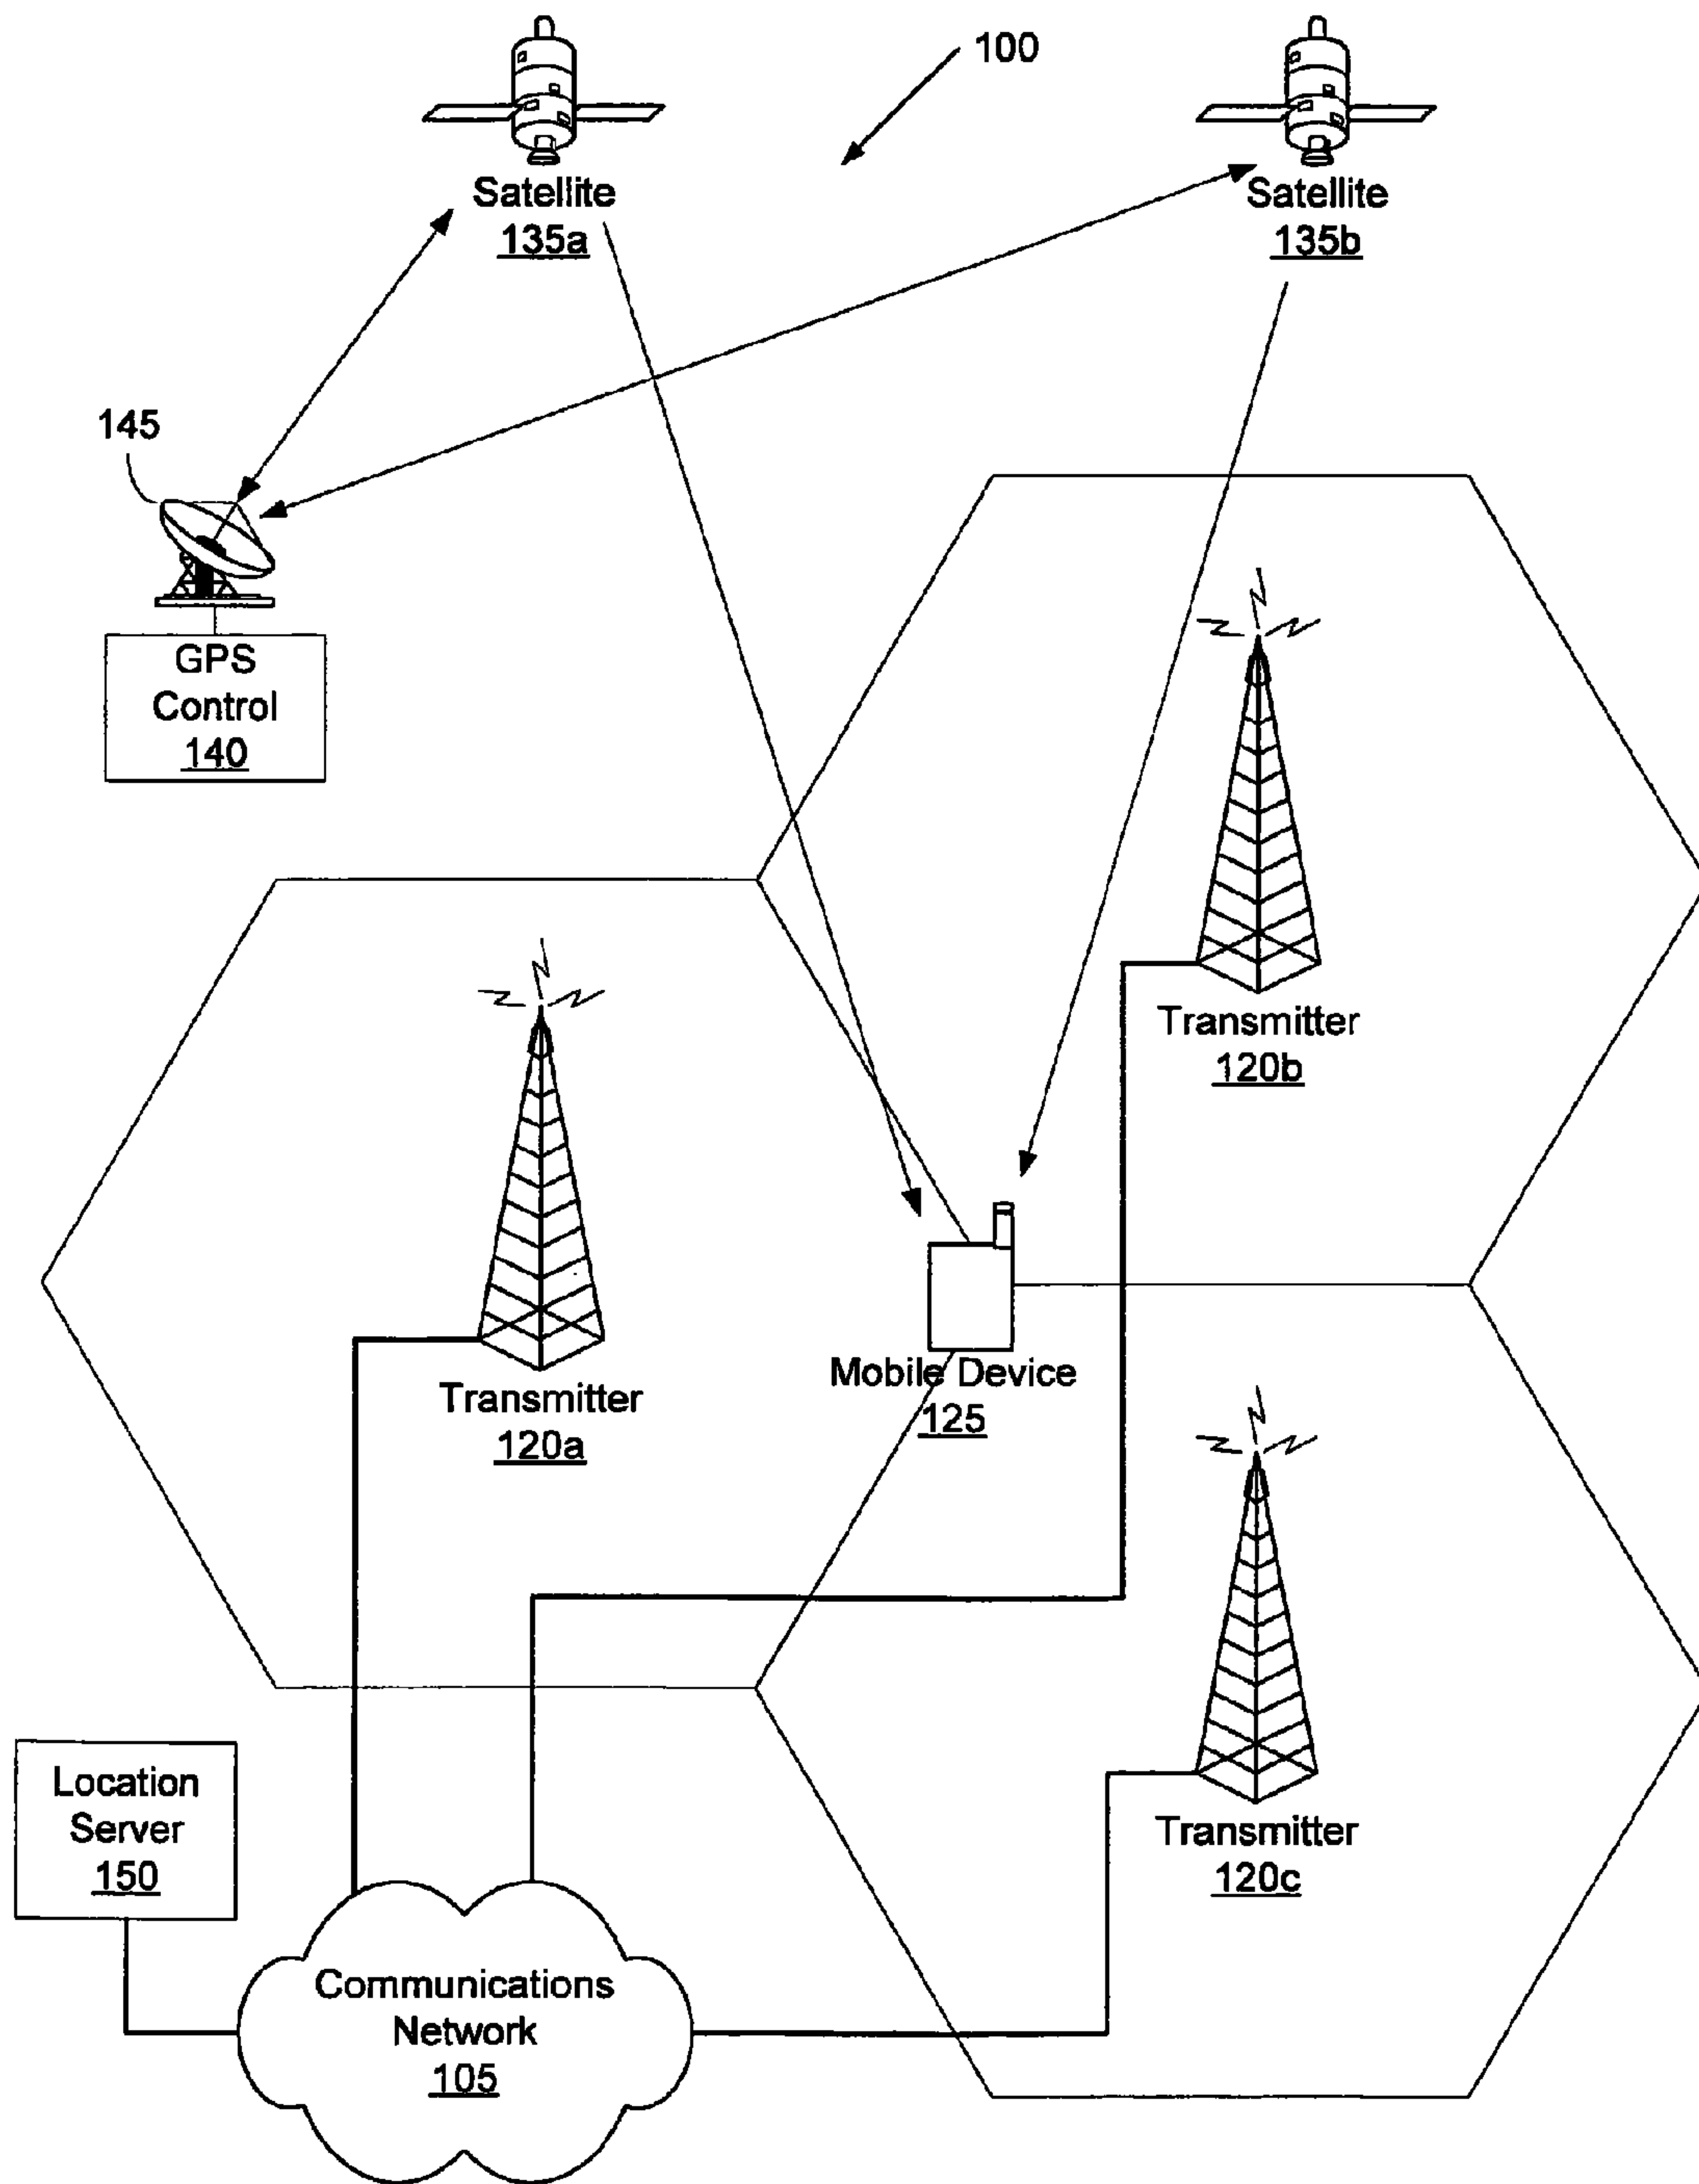 100
Satellite
135a
Satellite
135b
145
GPS
Control
140
Transmitter
120b
Transmitter
120a
Mobile Device
125
Transmitter
120c
Location
Server
150
Communications
Network
105